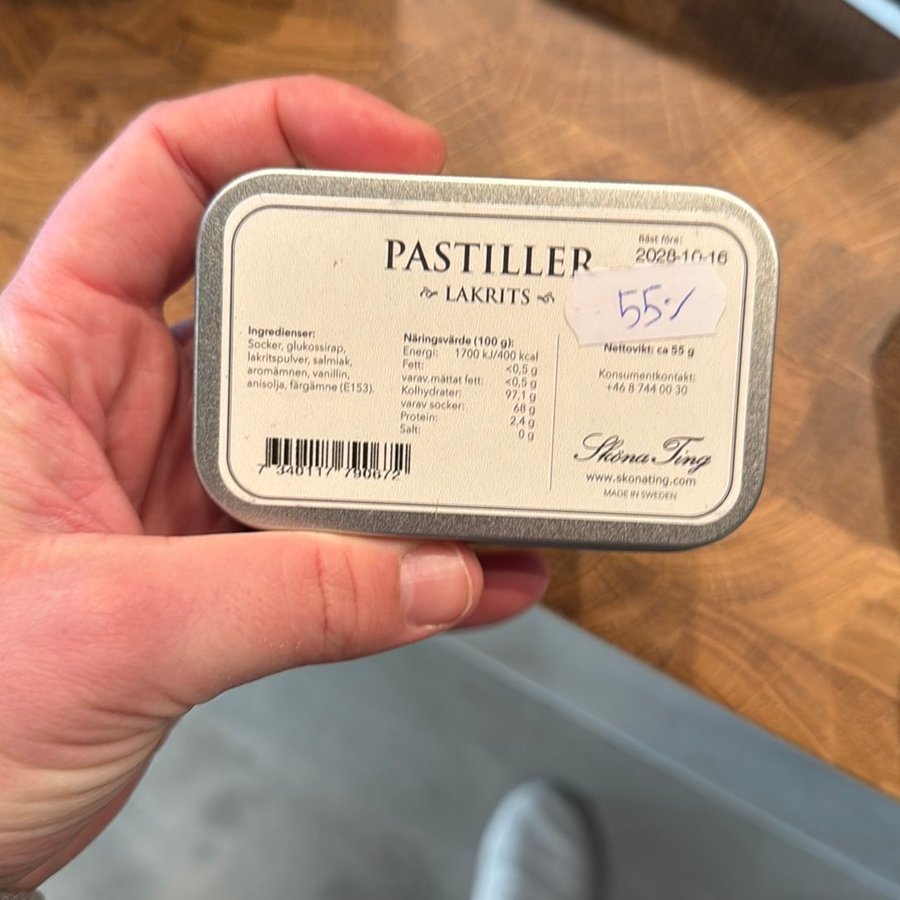 PASTILLER
LAKRITS
Bäst före:
2028-10-16
55:/
Ingredienser:
Socker, glukossirap,
lakritspulver, salmiak,
aromämnen, vanillin,
anisolja, färgämne (E153).
7 340117 790672
Näringsvärde (100 g):
Energi: 1700 kJ/400 kcal
Fett: <0,5 g
varav mättat fett: <0,5 g
Kolhydrater: 97,1 g
varav socker: 68 g
Protein: 2,4 g
Salt: 0 g
Nettovikt: ca 55 g
Konsumentkontakt:
+46 8 744 00 30
Sköna Ting
www.skonating.com
MADE IN SWEDEN